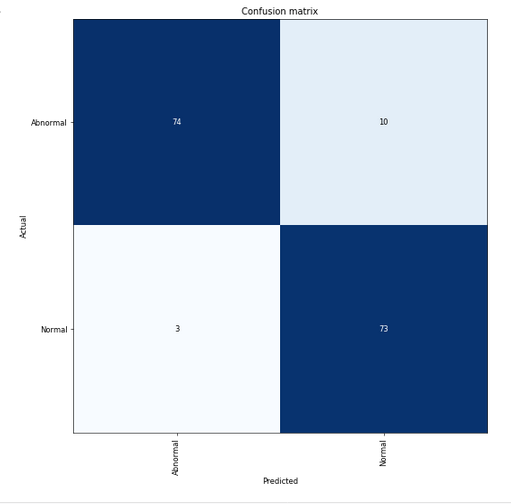 Confusion matrix
Abnormal
74
10
Actual
Normal
3
73
Abnormal
Normal
Predicted